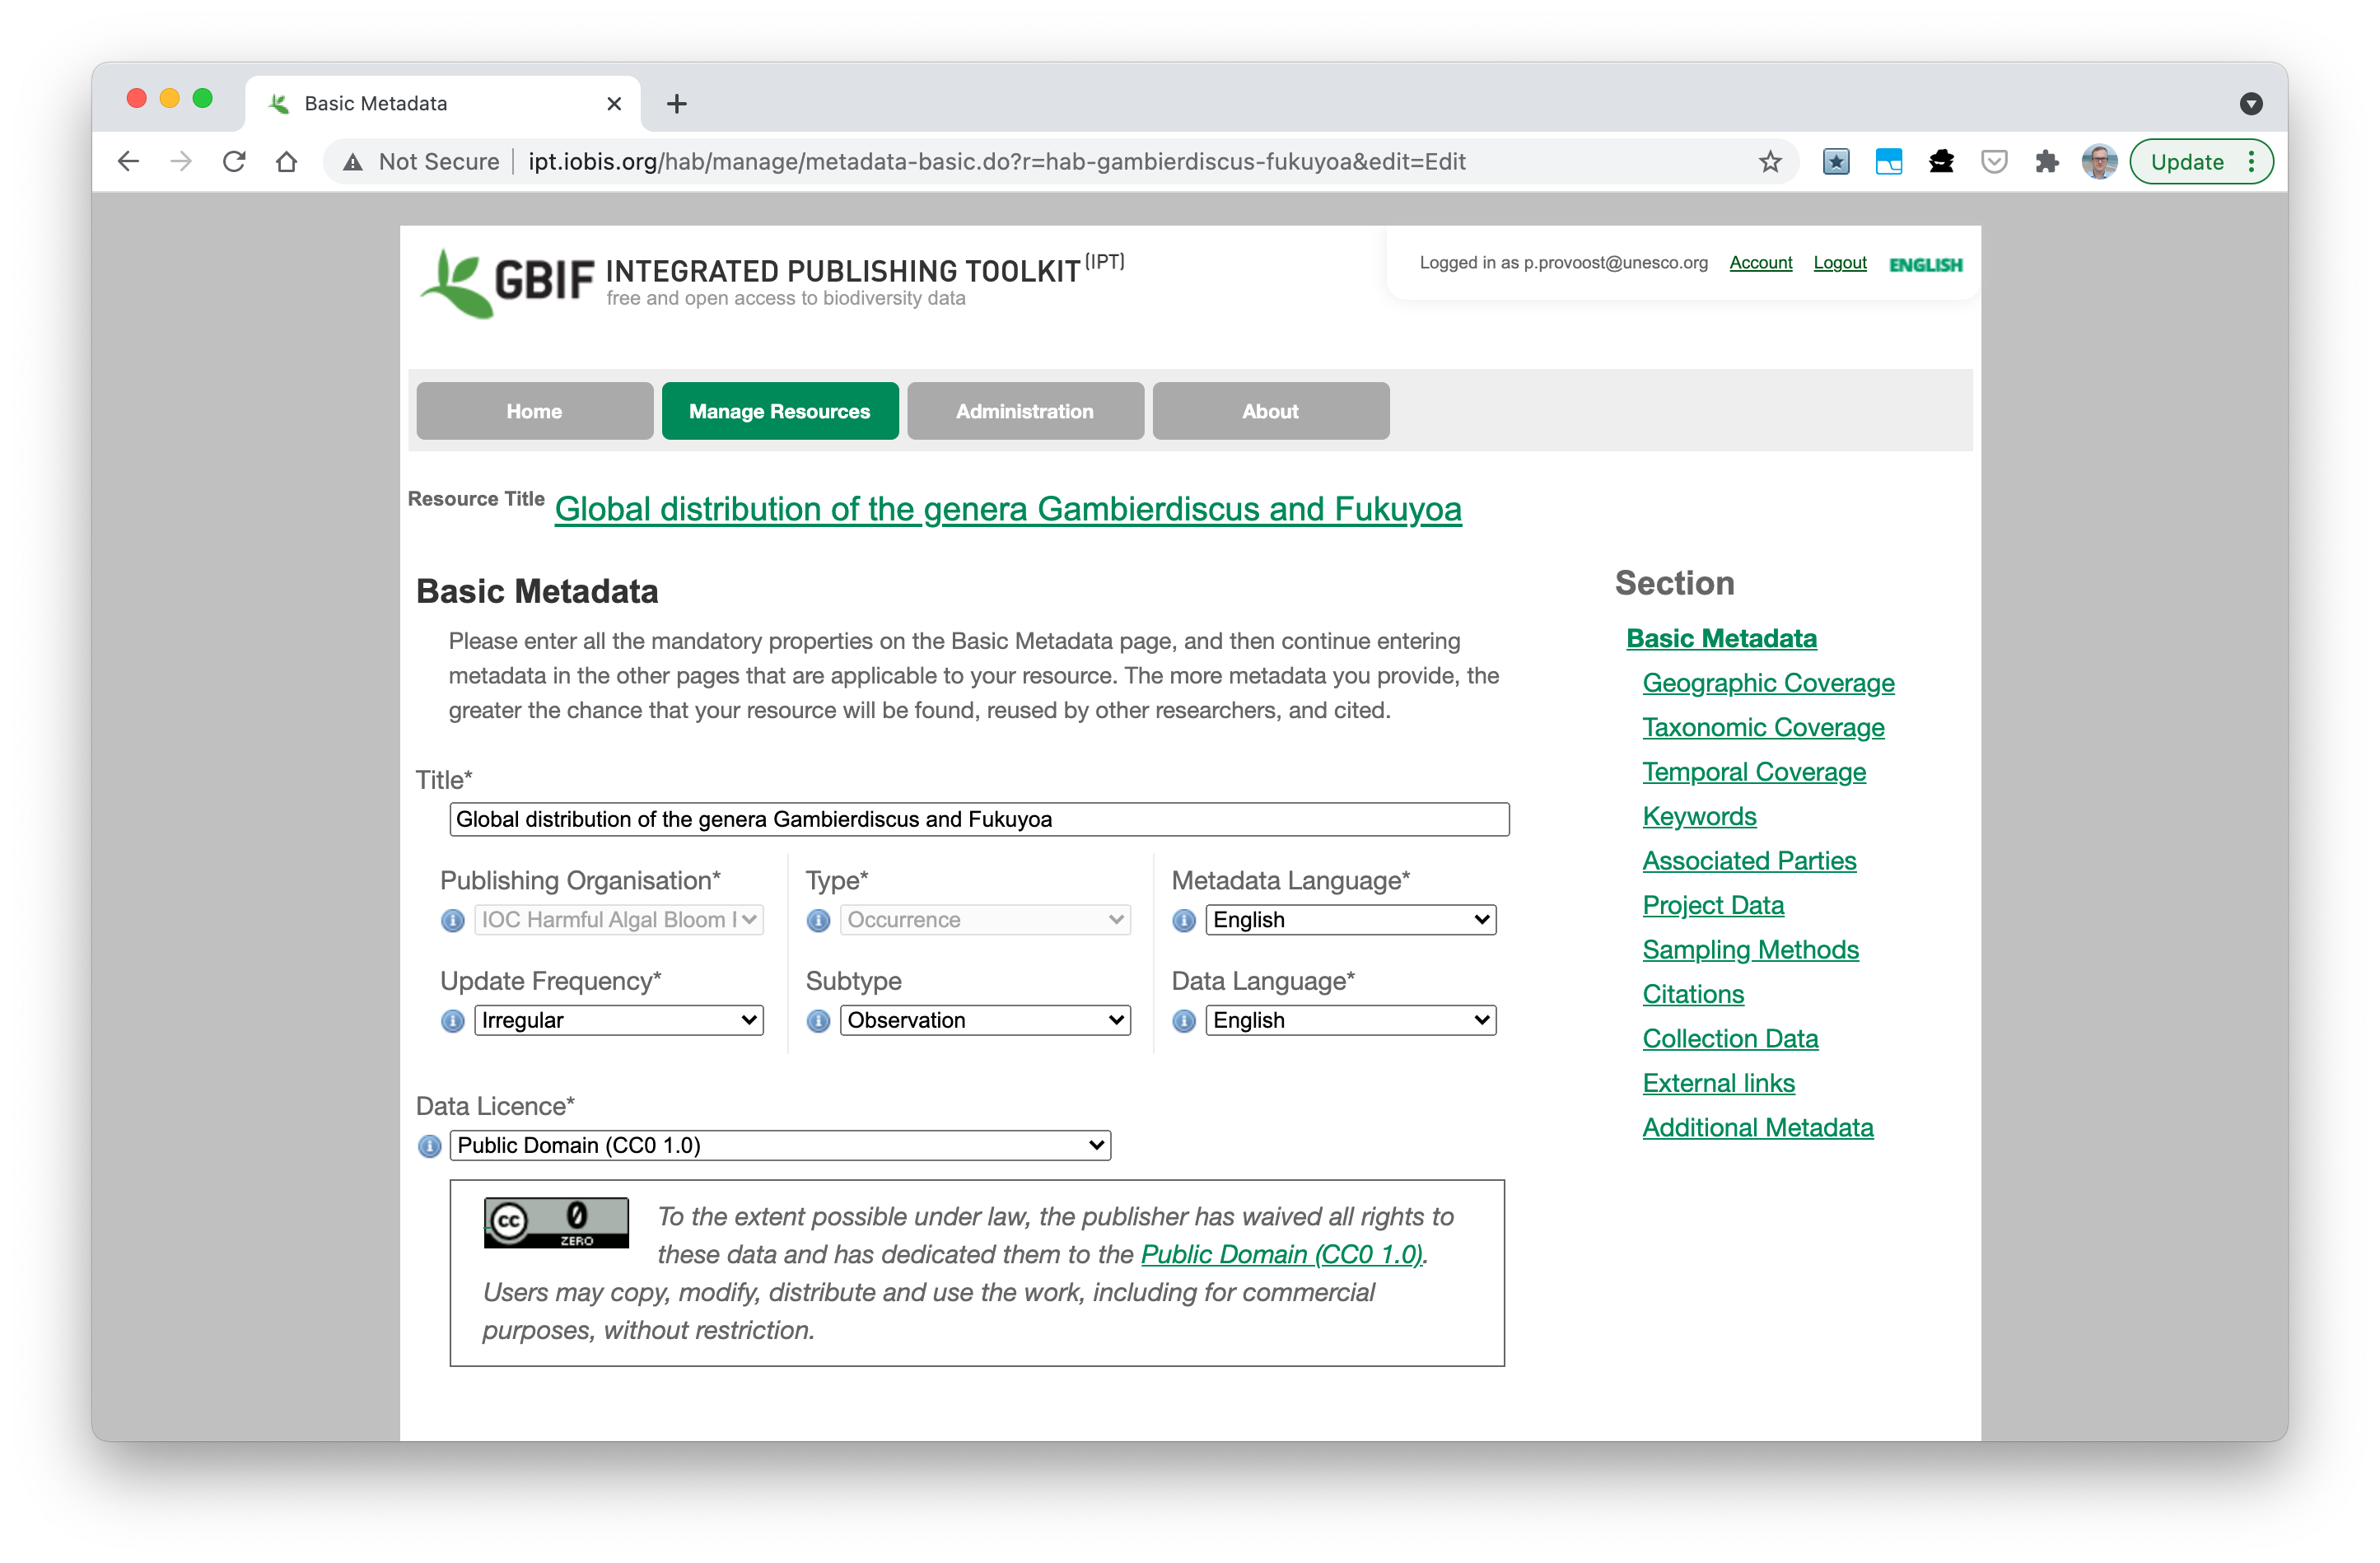 Basic Metadata
Not Secure ipt.iobis.org/hab/manage/metadata-basic.do?r=hab-gambierdiscus-fukuyoa&edit=Edit
Update
GBIF INTEGRATED PUBLISHING TOOLKIT (IPT)
free and open access to biodiversity data
Logged in as p.provoost@unesco.org Account Logout ENGLISH
Home Manage Resources Administration About
Resource Title Global distribution of the genera Gambierdiscus and Fukuyoa
Basic Metadata
Please enter all the mandatory properties on the Basic Metadata page, and then continue entering
metadata in the other pages that are applicable to your resource. The more metadata you provide, the
greater the chance that your resource will be found, reused by other researchers, and cited.
Title*
Global distribution of the genera Gambierdiscus and Fukuyoa
Publishing Organisation* Type* Metadata Language*
IOC Harmful Algal Bloom Occurrence English
Update Frequency* Subtype Data Language*
Irregular Observation English
Data Licence*
Public Domain (CC0 1.0)
cc 0
ZERO
To the extent possible under law, the publisher has waived all rights to
these data and has dedicated them to the Public Domain (CC0 1.0).
Users may copy, modify, distribute and use the work, including for commercial
purposes, without restriction.
Section
Basic Metadata
Geographic Coverage
Taxonomic Coverage
Temporal Coverage
Keywords
Associated Parties
Project Data
Sampling Methods
Citations
Collection Data
External links
Additional Metadata